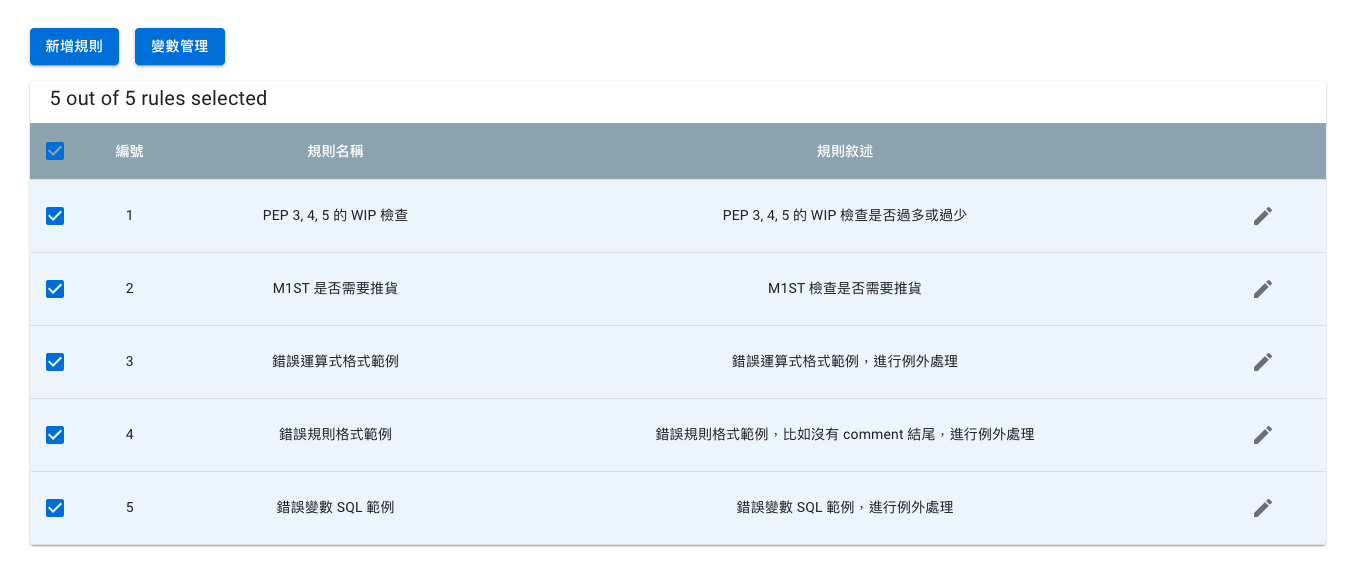 新增規則 變數管理
5 out of 5 rules selected
編號 規則名稱 規則敘述
1 PEP 3, 4, 5 的 WIP 檢查 PEP 3, 4, 5 的 WIP 檢查是否過多或過少
2 M1ST 是否需要推貨 M1ST 檢查是否需要推貨
3 錯誤運算式格式範例 錯誤運算式格式範例，進行例外處理
4 錯誤規則格式範例 錯誤規則格式範例，比如沒有 comment 結尾，進行例外處理
5 錯誤變數 SQL 範例 錯誤變數 SQL 範例，進行例外處理